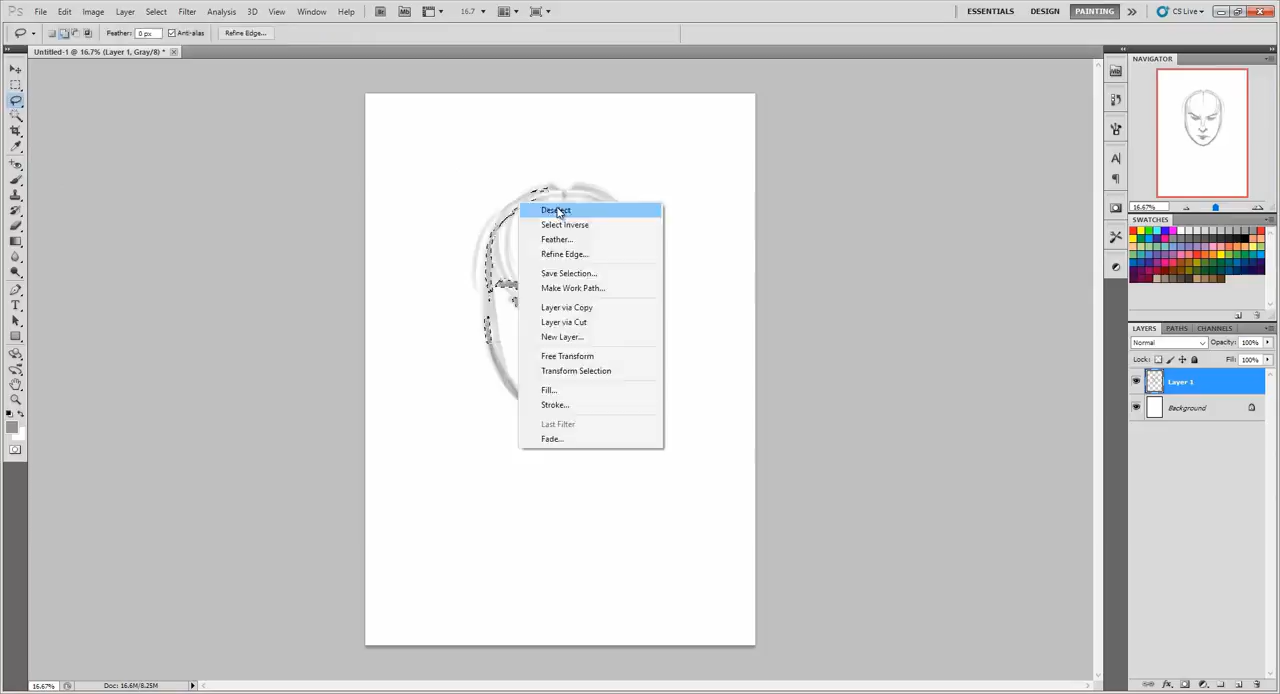 Ps File Edit Image Layer Select Filter Analysis 3D View Window Help Br Mb 16.7 ESSENTIALS DESIGN PAINTING CS Live
Feather: 0 px Anti-alias Refine Edge...
Untitled-1 @ 16.7% (Layer 1, Gray/8) *
NAVIGATOR
16.67%
SWATCHES
LAYERS PATHS CHANNELS
Normal Opacity: 100%
Lock: Fill: 100%
Layer 1
Background
Deselect
Select Inverse
Feather...
Refine Edge...
Save Selection...
Make Work Path...
Layer via Copy
Layer via Cut
New Layer...
Free Transform
Transform Selection
Fill...
Stroke...
Last Filter
Fade...
16.67% Doc: 16.6M/8.25M